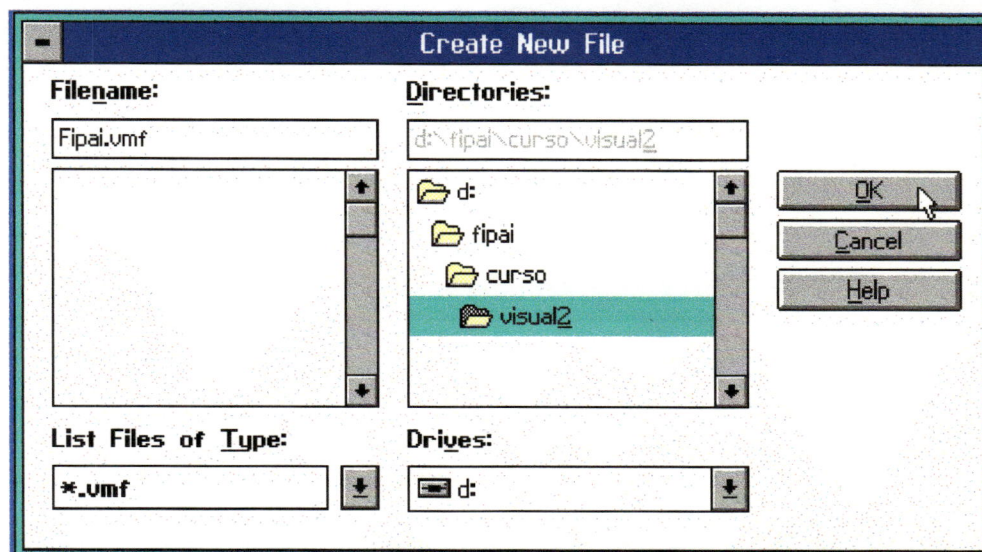 Create New File
Filename:
Directories:
Fipai.vmf
d:\fipai\curso\visual2
d:
fipai
curso
visual2
OK
Cancel
Help
List Files of Type:
Drives:
*.vmf
d: